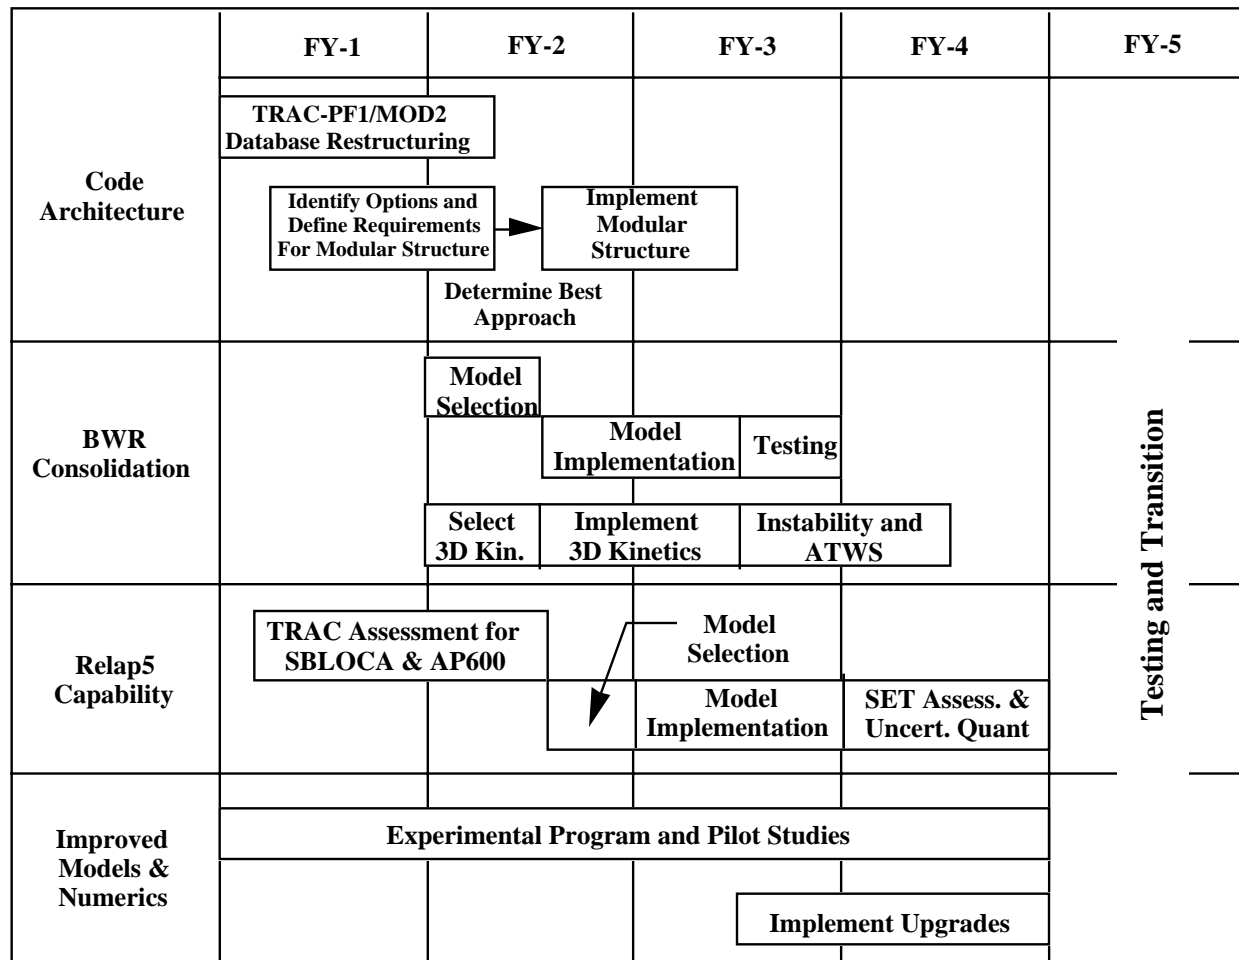 FY-1
FY-2
FY-3
FY-4
FY-5
Code
Architecture
TRAC-PF1/MOD2
Database Restructuring
Identify Options and
Define Requirements
For Modular Structure
Implement
Modular
Structure
Determine Best
Approach
BWR
Consolidation
Model
Selection
Model
Implementation
Testing
Select
3D Kin.
Implement
3D Kinetics
Instability and
ATWS
Relap5
Capability
TRAC Assessment for
SBLOCA & AP600
Model
Selection
Model
Implementation
SET Assess. &
Uncert. Quant
Improved
Models &
Numerics
Experimental Program and Pilot Studies
Implement Upgrades
Testing and Transition